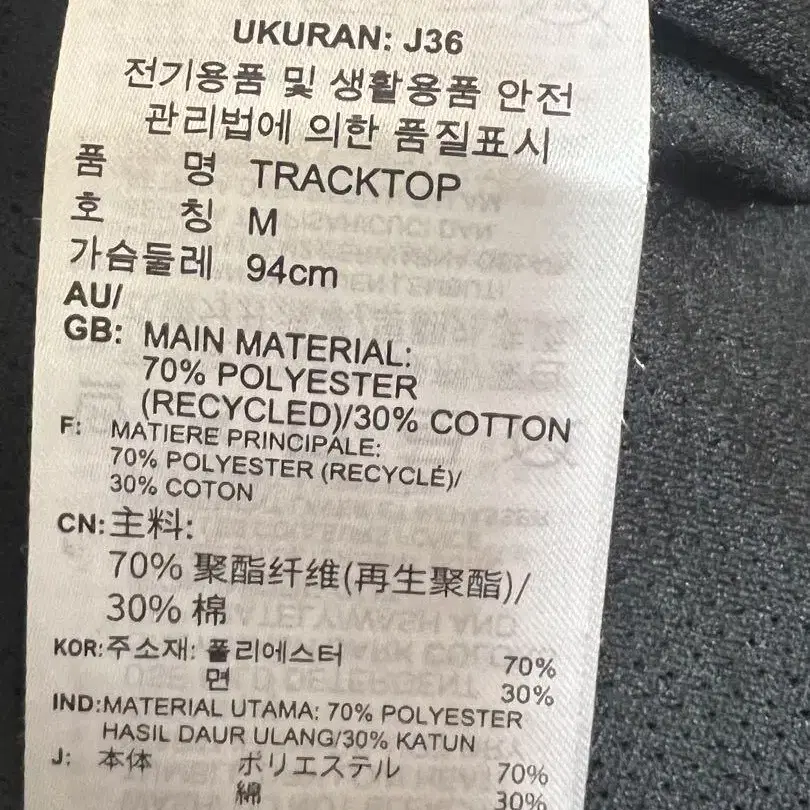 UKURAN: J36
전기용품 및 생활용품 안전
관리법에 의한 품질표시
품 명 TRACKTOP
호 칭 M
가슴둘레 94cm
AU/
GB: MAIN MATERIAL:
70% POLYESTER
(RECYCLED)/30% COTTON
F: MATIERE PRINCIPALE:
70% POLYESTER (RECYCLÉ)/
30% COTON
CN: 主料:
70% 聚酯纤维(再生聚酯)/
30% 棉
KOR: 주소재: 폴리에스터 70%
면 30%
IND: MATERIAL UTAMA: 70% POLYESTER
HASIL DAUR ULANG/30% KATUN
J: 本体 ポリエステル 70%
綿 30%